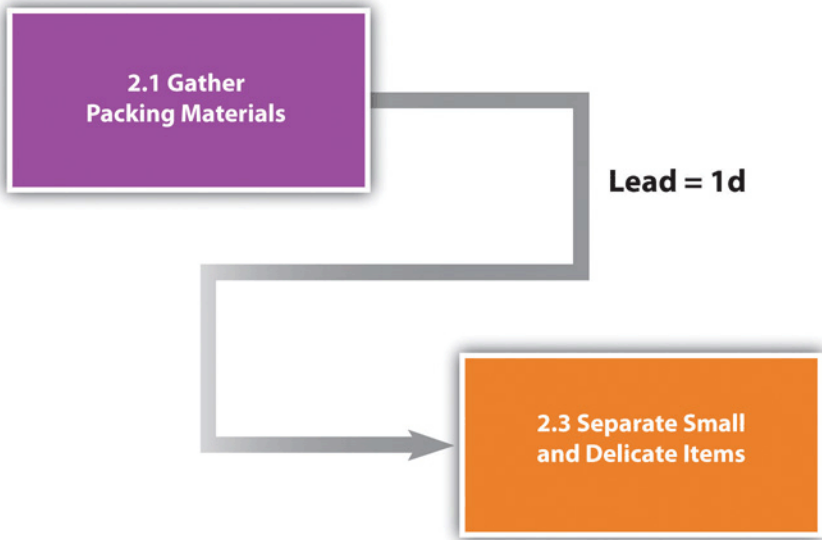 2.1 Gather
Packing Materials
Lead = 1d
2.3 Separate Small
and Delicate Items